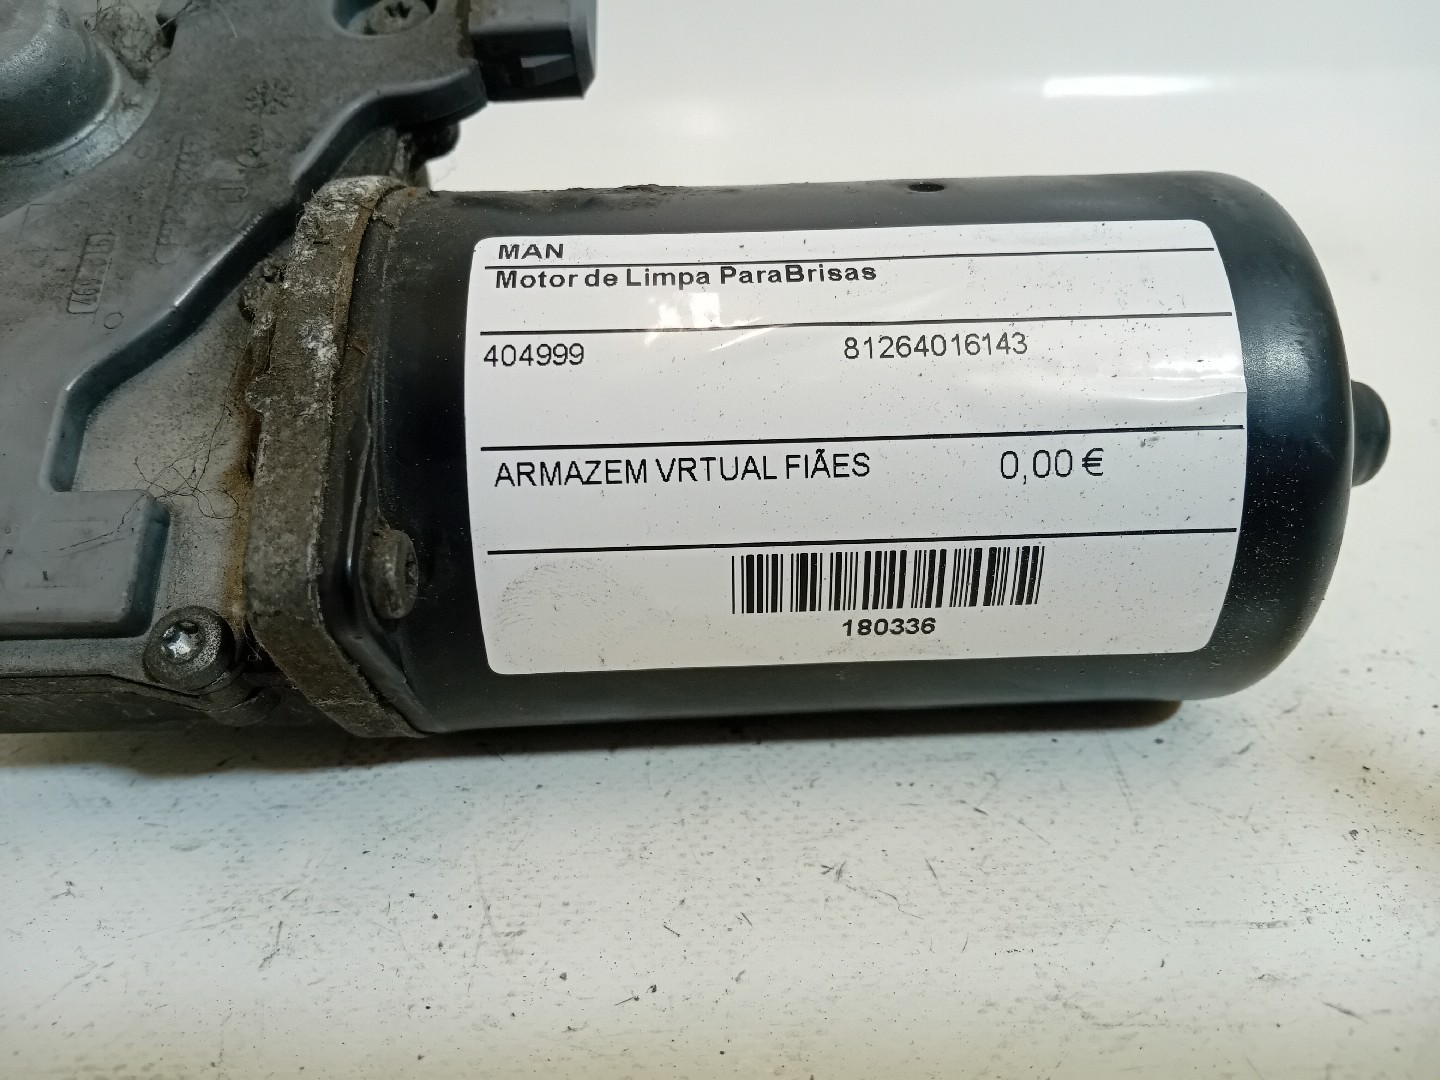 MAN
Motor de Limpa ParaBrisas
404999 81264016143
ARMAZEM VRTUAL FIÃES 0,00 €
180336